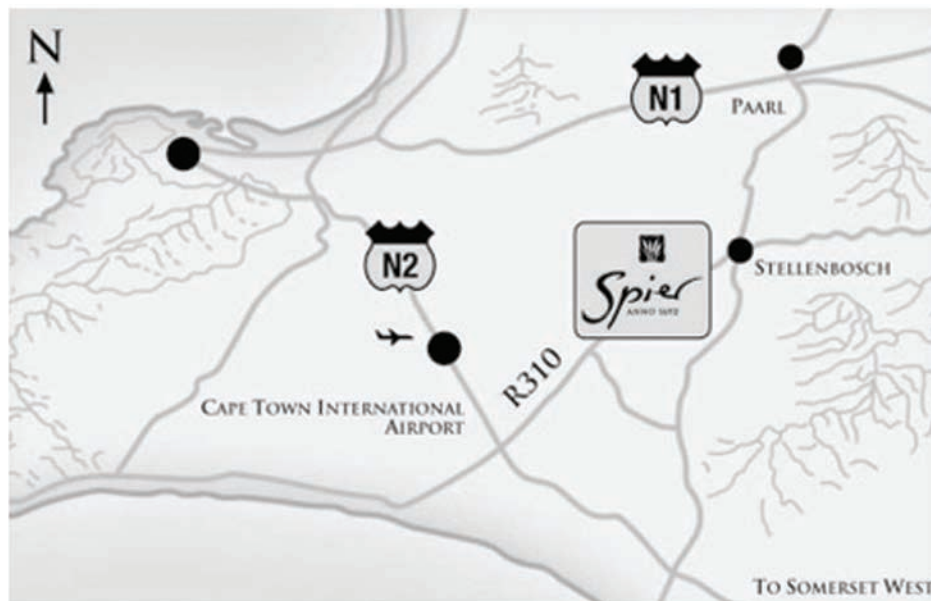 N
N1
PAARL
N2
Spier
STELLENBOSCH
R310
CAPE TOWN INTERNATIONAL
AIRPORT
TO SOMERSET WEST